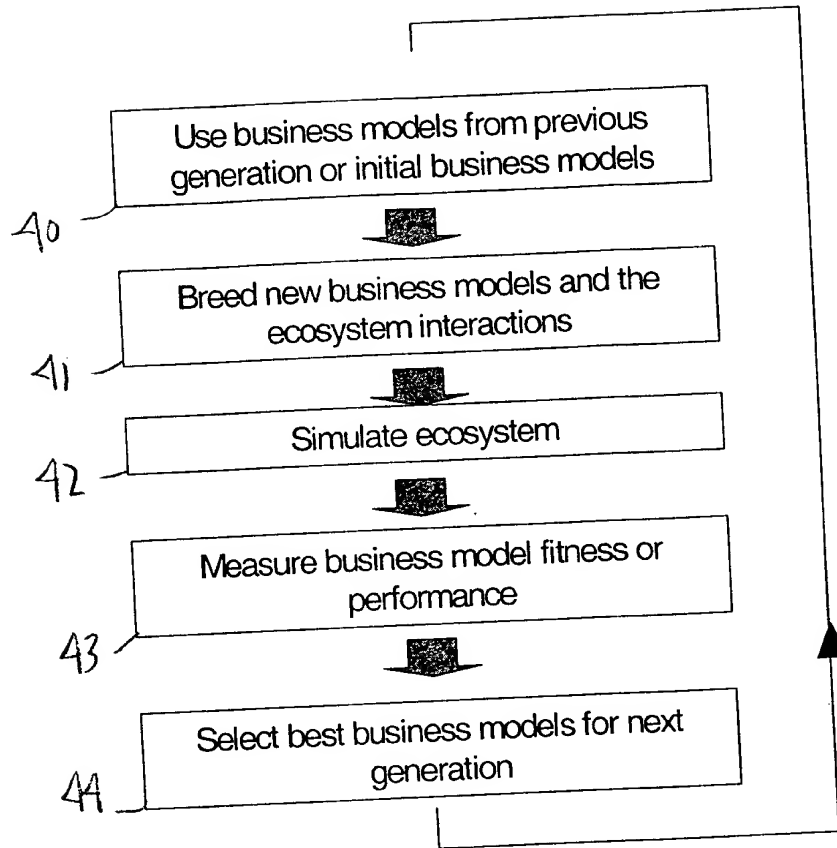 Use business models from previous
generation or initial business models
40
Breed new business models and the
ecosystem interactions
41
Simulate ecosystem
42
Measure business model fitness or
performance
43
Select best business models for next
generation
44